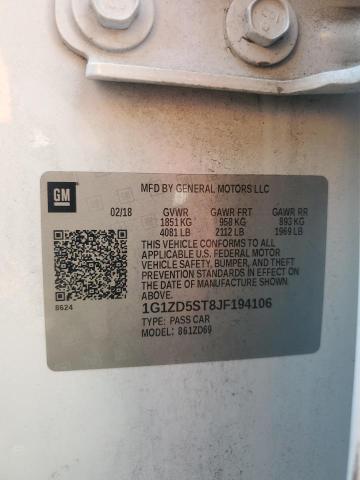 GM
MFD BY GENERAL MOTORS LLC
02/18 GVWR GAWR FRT GAWR RR
1851 KG 958 KG 893 KG
4081 LB 2112 LB 1969 LB
THIS VEHICLE CONFORMS TO ALL
APPLICABLE U.S. FEDERAL MOTOR
VEHICLE SAFETY, BUMPER, AND THEFT
PREVENTION STANDARDS IN EFFECT ON
THE DATE OF MANUFACTURE SHOWN
ABOVE.
8624
1G1ZD5ST8JF194106
TYPE: PASS CAR
MODEL: 861ZD69